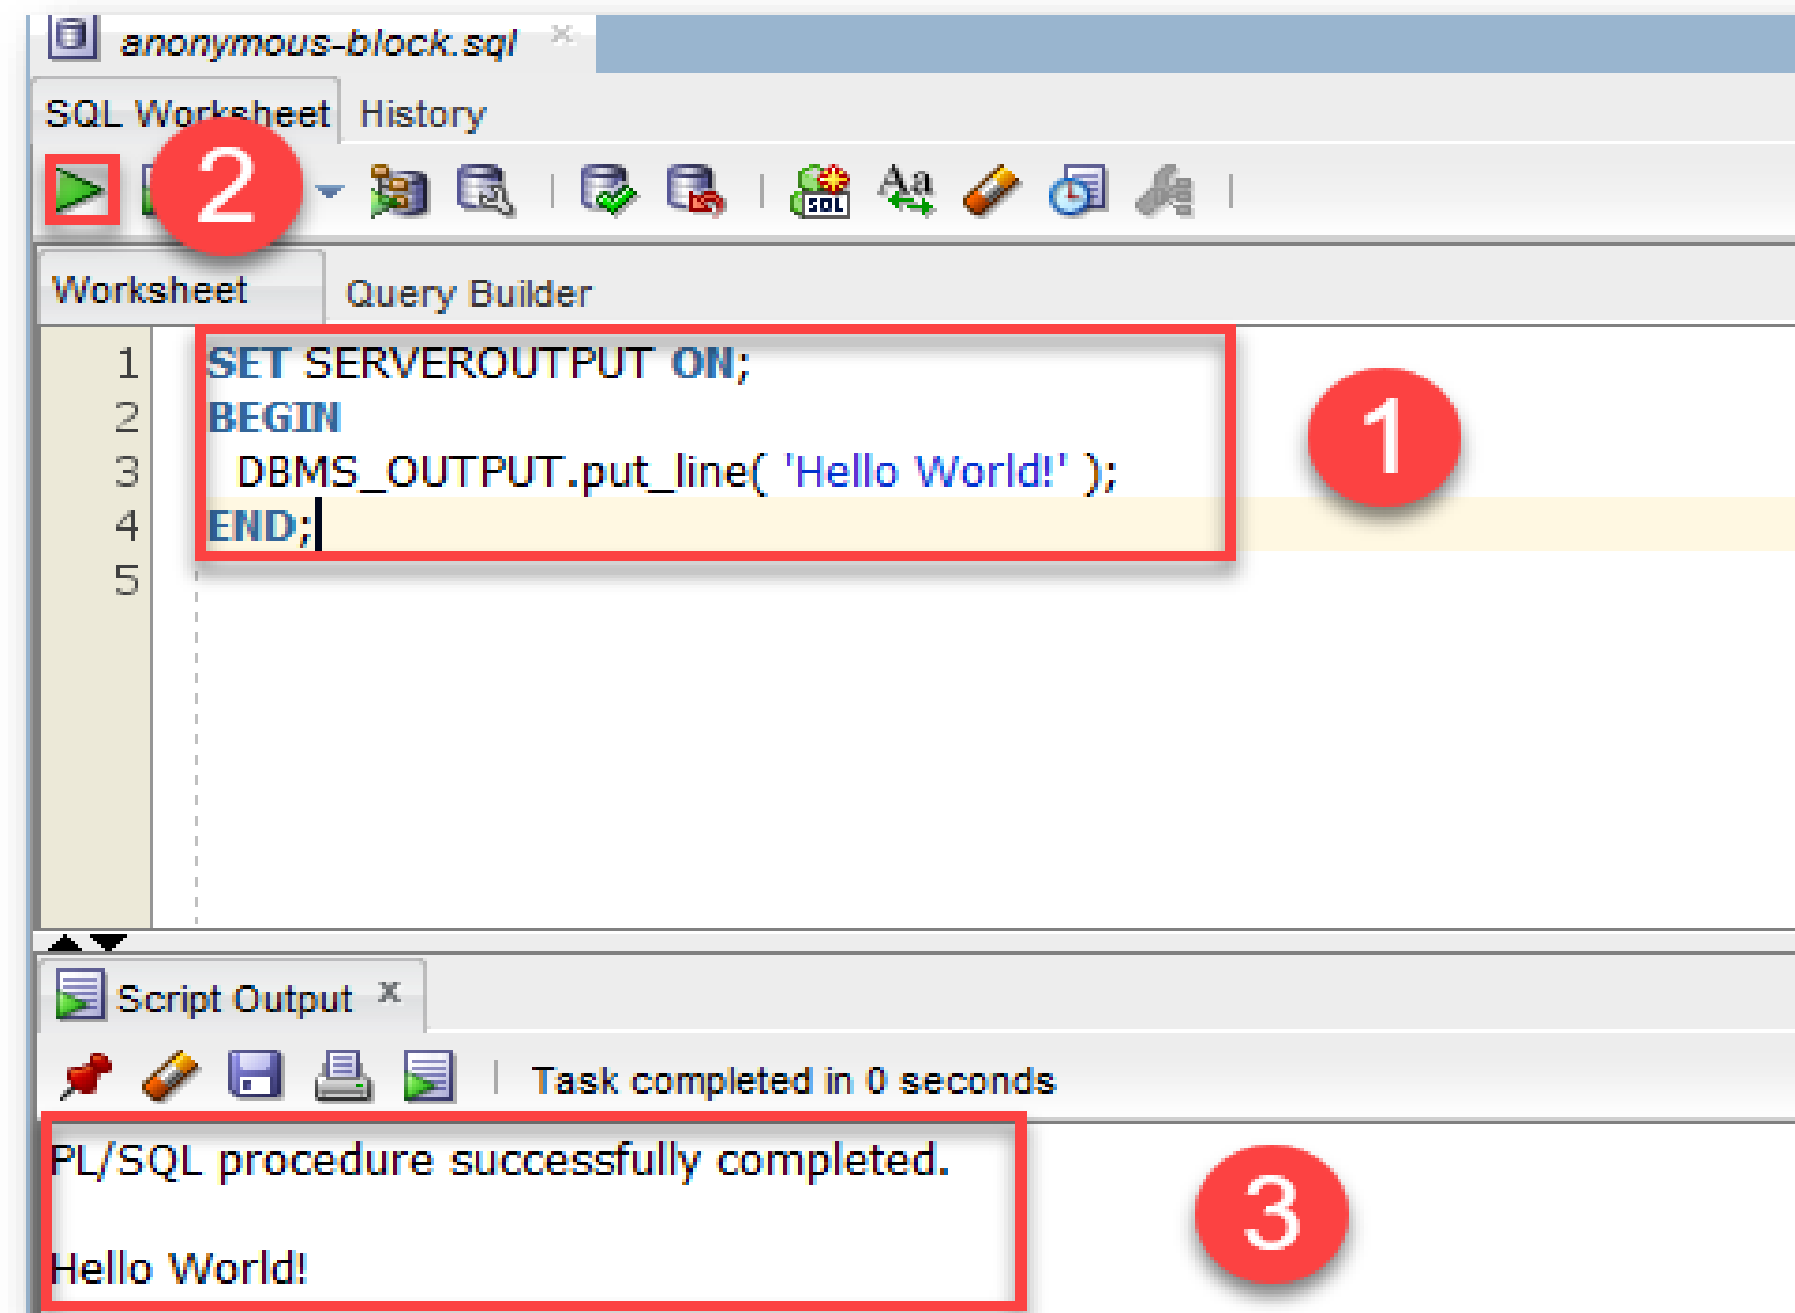 anonymous-block.sql
SQL Worksheet History
2
SQL Aa
Worksheet Query Builder
1 SET SERVEROUTPUT ON;
2 BEGIN
3 DBMS_OUTPUT.put_line( 'Hello World!' );
4 END;
5
1
Script Output
Task completed in 0 seconds
PL/SQL procedure successfully completed.
3
Hello World!